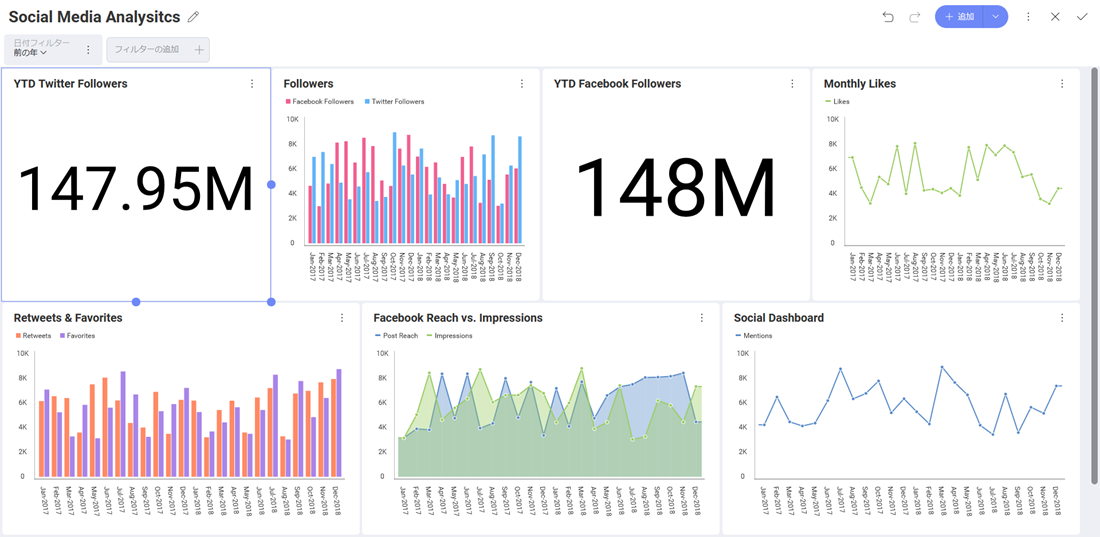 Social Media Analysitcs
+ 追加
日付フィルター
前の年
フィルターの追加 +
YTD Twitter Followers
147.95M
Followers
Facebook Followers Twitter Followers
10K
8K
6K
4K
2K
0
Jan-2017 Feb-2017 Mar-2017 Apr-2017 May-2017 Jun-2017 Jul-2017 Aug-2017 Sep-2017 Oct-2017 Nov-2017 Dec-2017 Jan-2018 Feb-2018 Mar-2018 Apr-2018 May-2018 Jun-2018 Jul-2018 Aug-2018 Sep-2018 Oct-2018 Nov-2018 Dec-2018
YTD Facebook Followers
148M
Monthly Likes
Likes
10K
8K
6K
4K
2K
0
Jan-2017 Feb-2017 Mar-2017 Apr-2017 May-2017 Jun-2017 Jul-2017 Aug-2017 Sep-2017 Oct-2017 Nov-2017 Dec-2017 Jan-2018 Feb-2018 Mar-2018 Apr-2018 May-2018 Jun-2018 Jul-2018 Aug-2018 Sep-2018 Oct-2018 Nov-2018 Dec-2018
Retweets & Favorites
Retweets Favorites
10K
8K
6K
4K
2K
0
Jan-2017 Feb-2017 Mar-2017 Apr-2017 May-2017 Jun-2017 Jul-2017 Aug-2017 Sep-2017 Oct-2017 Nov-2017 Dec-2017 Jan-2018 Feb-2018 Mar-2018 Apr-2018 May-2018 Jun-2018 Jul-2018 Aug-2018 Sep-2018 Oct-2018 Nov-2018 Dec-2018
Facebook Reach vs. Impressions
Post Reach Impressions
10K
8K
6K
4K
2K
0
Jan-2017 Feb-2017 Mar-2017 Apr-2017 May-2017 Jun-2017 Jul-2017 Aug-2017 Sep-2017 Oct-2017 Nov-2017 Dec-2017 Jan-2018 Feb-2018 Mar-2018 Apr-2018 May-2018 Jun-2018 Jul-2018 Aug-2018 Sep-2018 Oct-2018 Nov-2018 Dec-2018
Social Dashboard
Mentions
10K
8K
6K
4K
2K
0
Jan-2017 Feb-2017 Mar-2017 Apr-2017 May-2017 Jun-2017 Jul-2017 Aug-2017 Sep-2017 Oct-2017 Nov-2017 Dec-2017 Jan-2018 Feb-2018 Mar-2018 Apr-2018 May-2018 Jun-2018 Jul-2018 Aug-2018 Sep-2018 Oct-2018 Nov-2018 Dec-2018